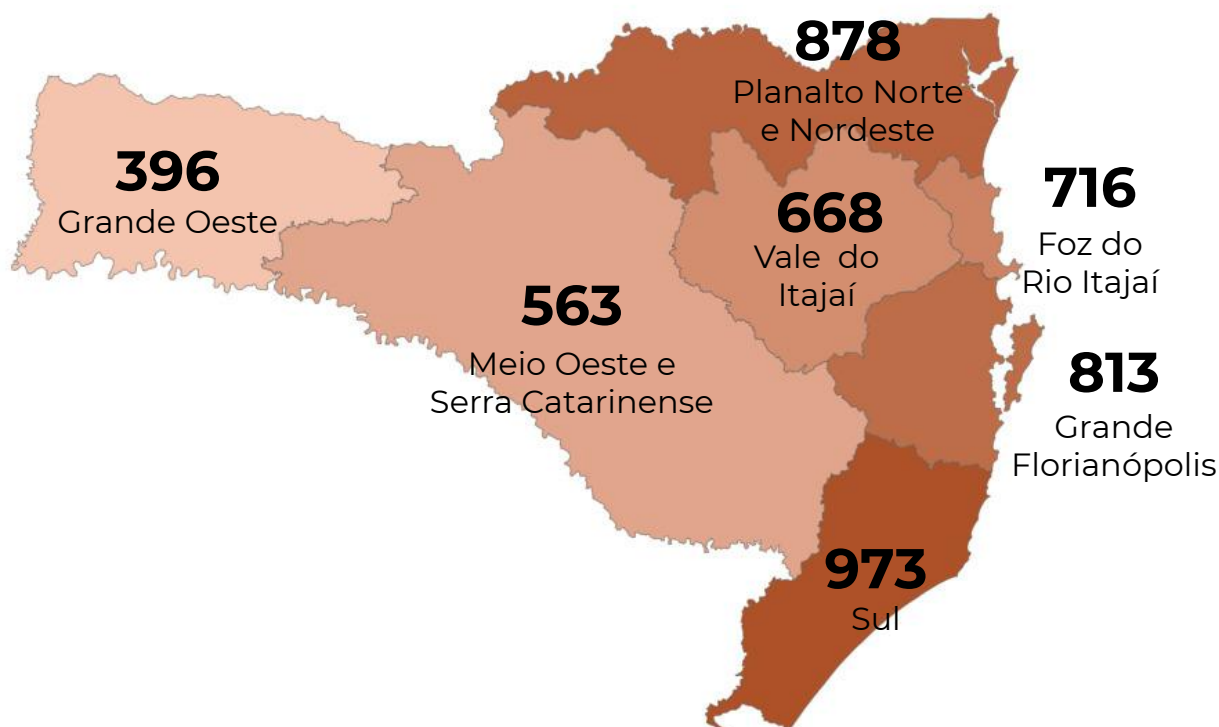 878
Planalto Norte
e Nordeste
396
Grande Oeste
668
Vale do
Itajaí
716
Foz do
Rio Itajaí
563
Meio Oeste e
Serra Catarinense
813
Grande
Florianópolis
973
Sul